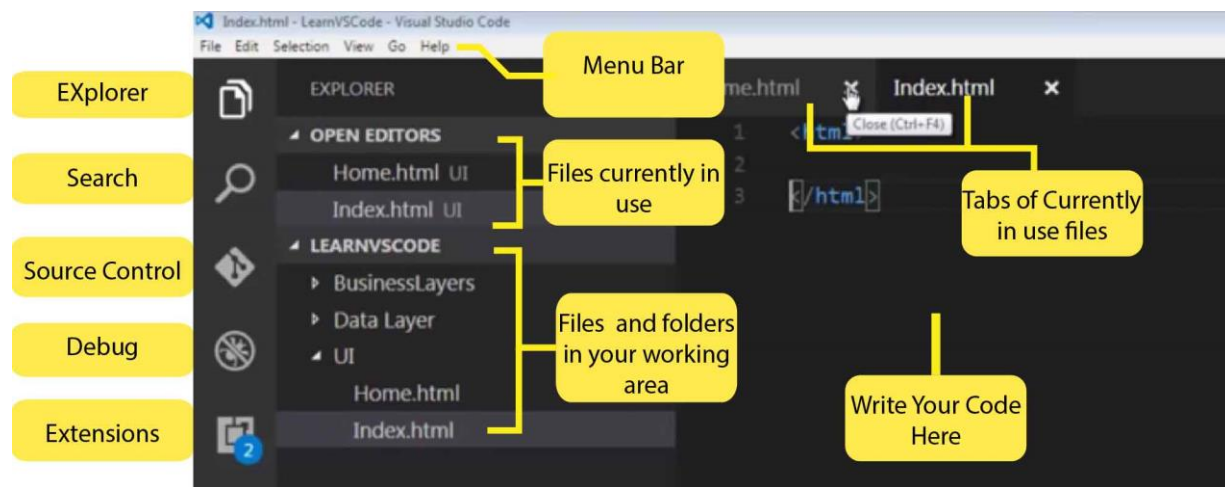 Index.html - LearnVSCode - Visual Studio Code
File Edit Selection View Go Help
Menu Bar
EXplorer
EXPLORER
me.html
Index.html
Close (Ctrl+F4)
OPEN EDITORS
1 <html>
Search
Home.html UI
Files currently in
use
2
Index.html UI
3 </html>
Tabs of Currently
in use files
LEARNVSCODE
Source Control
BusinessLayers
Data Layer
Files and folders
in your working
area
Debug
UI
Home.html
Write Your Code
Here
Extensions
2
Index.html